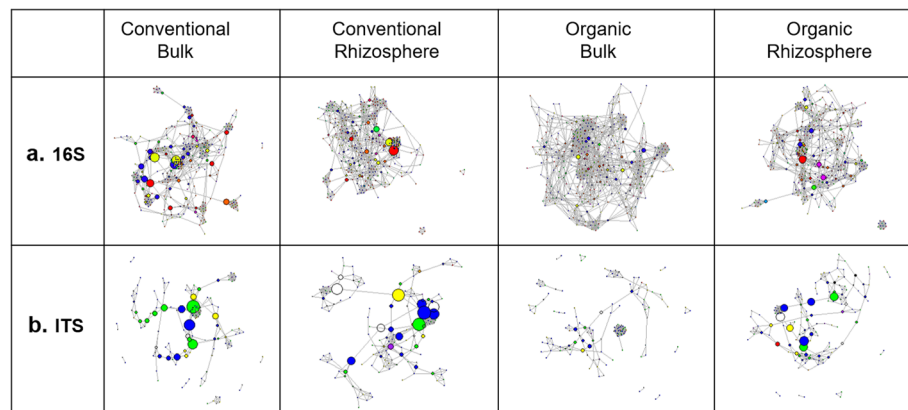 Conventional
Bulk
Conventional
Rhizosphere
Organic
Bulk
Organic
Rhizosphere
a. 16S
b. ITS